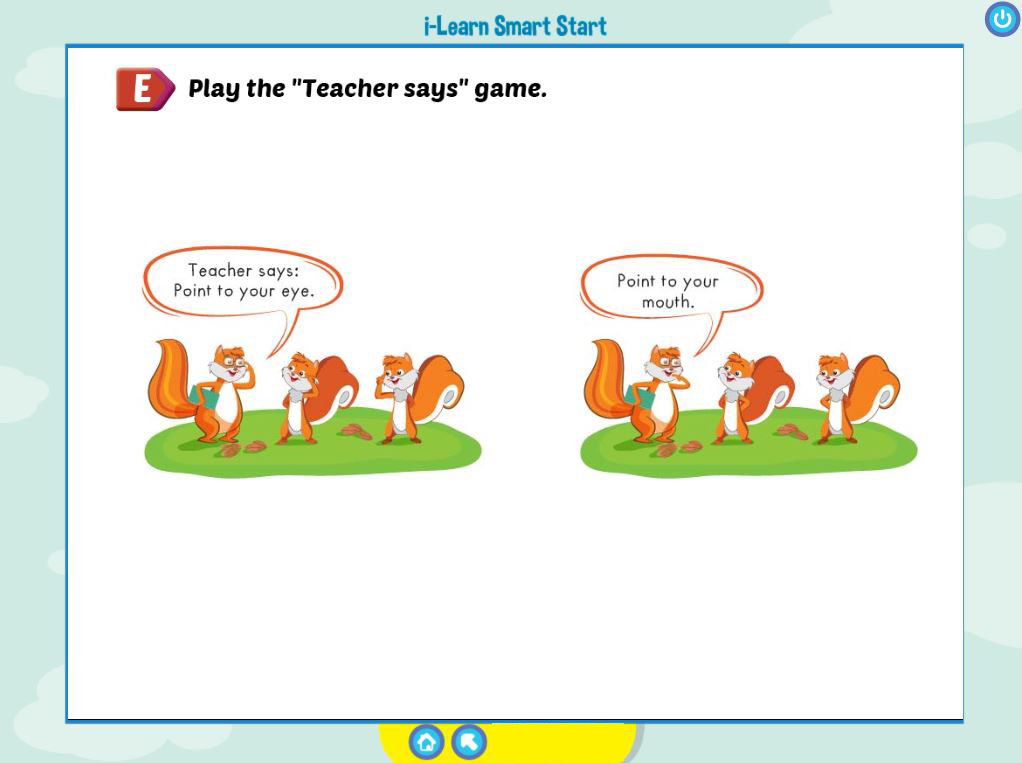 i-Learn Smart Start
E Play the "Teacher says" game.
Teacher says:
Point to your eye.
Point to your
mouth.